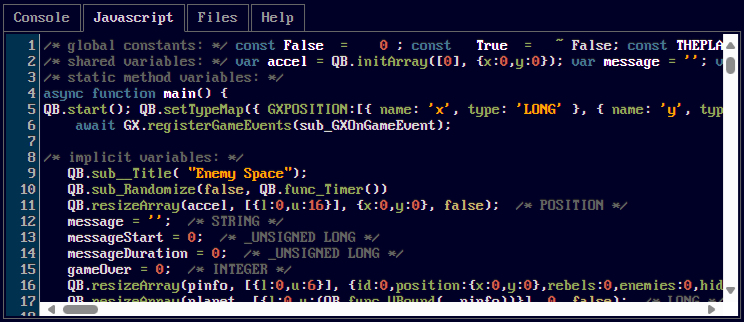 Console Javascript Files Help
1 /* global constants: */ const False  =    0 ; const   True  =   ~ False; const THEPLA
2 /* shared variables: */ var accel = QB.initArray([0], {x:0,y:0}); var message = ''; v
3 /* static method variables: */
4 async function main() {
5 QB.start(); QB.setTypeMap({ GXPOSITION:[{ name: 'x', type: 'LONG' }, { name: 'y', typ
6     await GX.registerGameEvents(sub_GXOnGameEvent);
7
8 /* implicit variables: */
9    QB.sub__Title( "Enemy Space");
10    QB.sub_Randomize(false, QB.func_Timer())
11    QB.resizeArray(accel, [{l:0,u:16}], {x:0,y:0}, false);  /* POSITION */
12    message = '';  /* STRING */
13    messageStart = 0;  /* _UNSIGNED LONG */
14    messageDuration = 0;  /* _UNSIGNED LONG */
15    gameOver = 0;  /* INTEGER */
16    QB.resizeArray(pinfo, [{l:0,u:6}], {id:0,position:{x:0,y:0},rebels:0,enemies:0,hid
17    QB.resizeArray(planet, [{l:0,u:(QB.func_UBound(  pinfo))}], 0, false);  /* LONG */
18